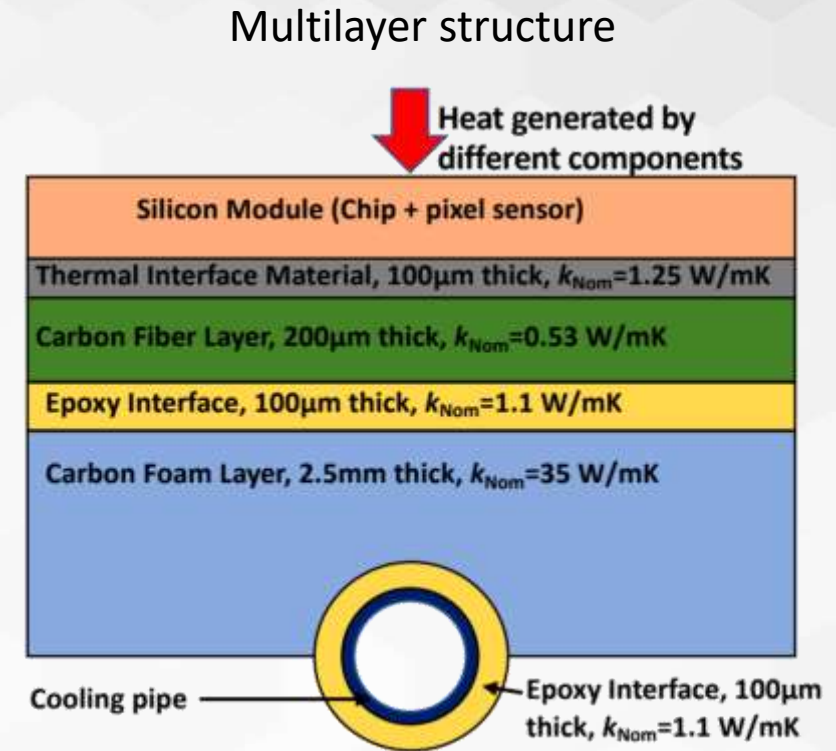 Multilayer structure
Heat generated by
different components
Silicon Module (Chip + pixel sensor)
Thermal Interface Material, 100μm thick, kNom=1.25 W/mK
Carbon Fiber Layer, 200μm thick, kNom=0.53 W/mK
Epoxy Interface, 100μm thick, kNom=1.1 W/mK
Carbon Foam Layer, 2.5mm thick, kNom=35 W/mK
Cooling pipe
Epoxy Interface, 100μm
thick, kNom=1.1 W/mK